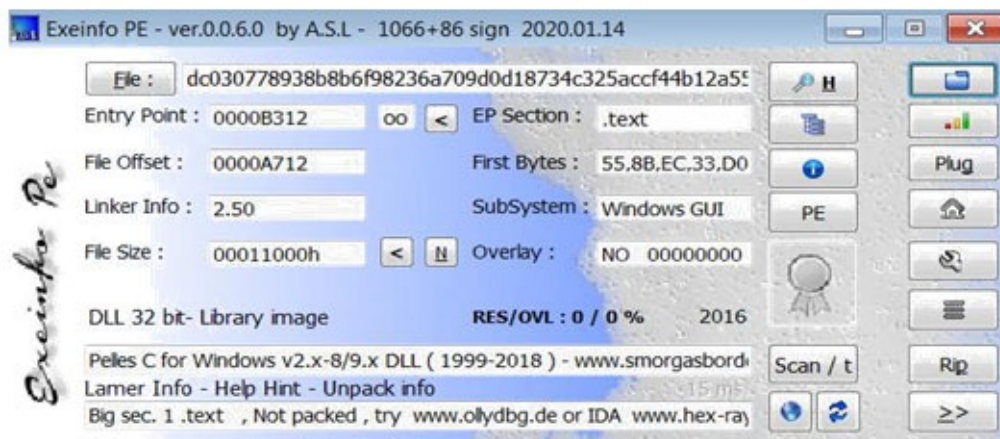 Exeinfo PE - ver.0.0.6.0 by A.S.L - 1066+86 sign 2020.01.14
File : dc030778938b8b6f98236a709d0d18734c325accf44b12a55 H
Entry Point : 0000B312 oo < EP Section : .text
File Offset : 0000A712 First Bytes : 55,8B,EC,33,D0 Plug
Linker Info : 2.50 SubSystem : Windows GUI PE
File Size : 00011000h < N Overlay : NO 00000000
Exeinfo Pe
DLL 32 bit- Library image RES/OVL : 0 / 0 % 2016
Pelles C for Windows v2.x-8/9.x DLL ( 1999-2018 ) - www.smorgasbord Scan / t Rip
Lamer Info - Help Hint - Unpack info 15 ms
Big sec. 1 .text , Not packed , try www.ollydbg.de or IDA www.hex-ray >>